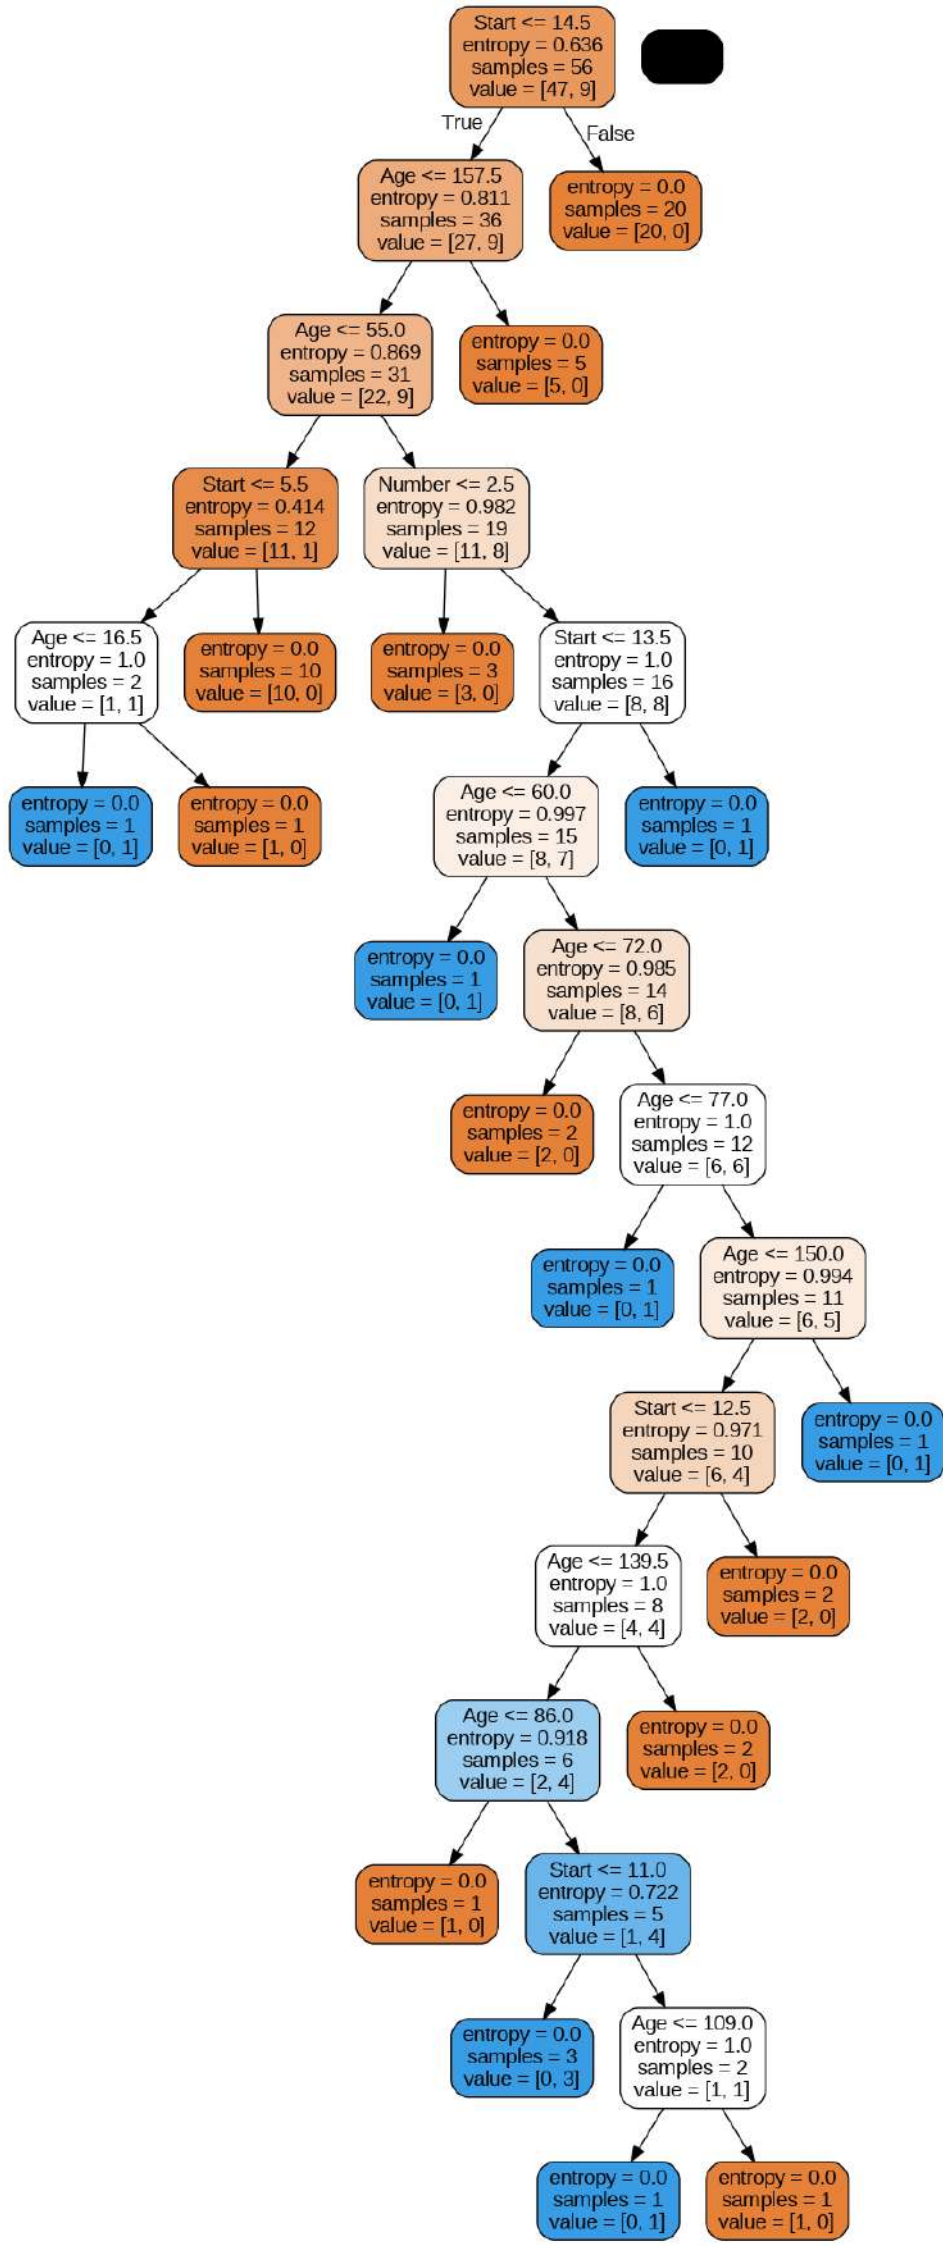 Start <= 14.5
entropy = 0.636
samples = 56
value = [47, 9]
True
False
Age <= 157.5
entropy = 0.811
samples = 36
value = [27, 9]
entropy = 0.0
samples = 20
value = [20, 0]
Age <= 55.0
entropy = 0.869
samples = 31
value = [22, 9]
entropy = 0.0
samples = 5
value = [5, 0]
Start <= 5.5
entropy = 0.414
samples = 12
value = [11, 1]
Number <= 2.5
entropy = 0.982
samples = 19
value = [11, 8]
Age <= 16.5
entropy = 1.0
samples = 2
value = [1, 1]
entropy = 0.0
samples = 10
value = [10, 0]
entropy = 0.0
samples = 3
value = [3, 0]
Start <= 13.5
entropy = 1.0
samples = 16
value = [8, 8]
entropy = 0.0
samples = 1
value = [0, 1]
entropy = 0.0
samples = 1
value = [1, 0]
Age <= 60.0
entropy = 0.997
samples = 15
value = [8, 7]
entropy = 0.0
samples = 1
value = [0, 1]
entropy = 0.0
samples = 1
value = [0, 1]
Age <= 72.0
entropy = 0.985
samples = 14
value = [8, 6]
entropy = 0.0
samples = 2
value = [2, 0]
Age <= 77.0
entropy = 1.0
samples = 12
value = [6, 6]
entropy = 0.0
samples = 1
value = [0, 1]
Age <= 150.0
entropy = 0.994
samples = 11
value = [6, 5]
Start <= 12.5
entropy = 0.971
samples = 10
value = [6, 4]
entropy = 0.0
samples = 1
value = [0, 1]
Age <= 139.5
entropy = 1.0
samples = 8
value = [4, 4]
entropy = 0.0
samples = 2
value = [2, 0]
Age <= 86.0
entropy = 0.918
samples = 6
value = [2, 4]
entropy = 0.0
samples = 2
value = [2, 0]
entropy = 0.0
samples = 1
value = [1, 0]
Start <= 11.0
entropy = 0.722
samples = 5
value = [1, 4]
entropy = 0.0
samples = 3
value = [0, 3]
Age <= 109.0
entropy = 1.0
samples = 2
value = [1, 1]
entropy = 0.0
samples = 1
value = [0, 1]
entropy = 0.0
samples = 1
value = [1, 0]